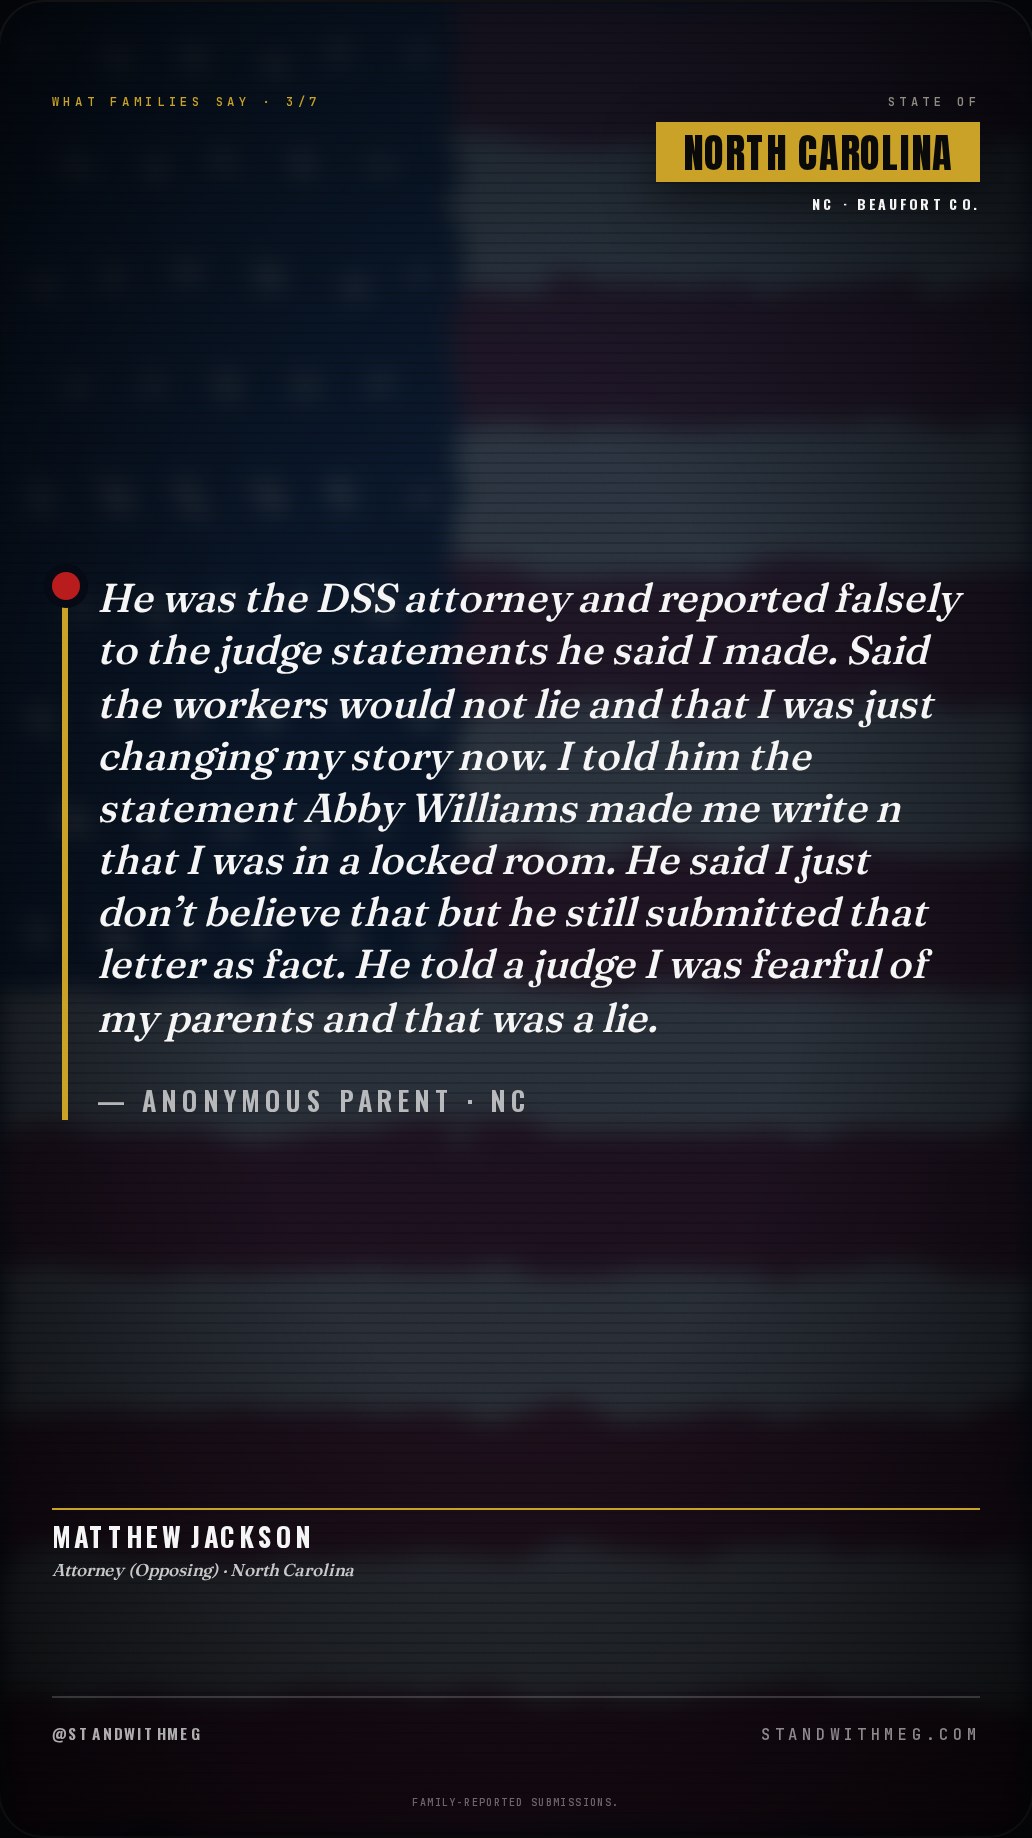 WHAT FAMILIES SAY · 3/7
STATE OF
NORTH CAROLINA
NC · BEAUFORT CO.
He was the DSS attorney and reported falsely
to the judge statements he said I made. Said
the workers would not lie and that I was just
changing my story now. I told him the
statement Abby Williams made me write n
that I was in a locked room. He said I just
don’t believe that but he still submitted that
letter as fact. He told a judge I was fearful of
my parents and that was a lie.
— ANONYMOUS PARENT · NC
MATTHEW JACKSON
Attorney (Opposing) · North Carolina
@STANDWITHMEG
STANDWITHMEG.COM
FAMILY-REPORTED SUBMISSIONS.